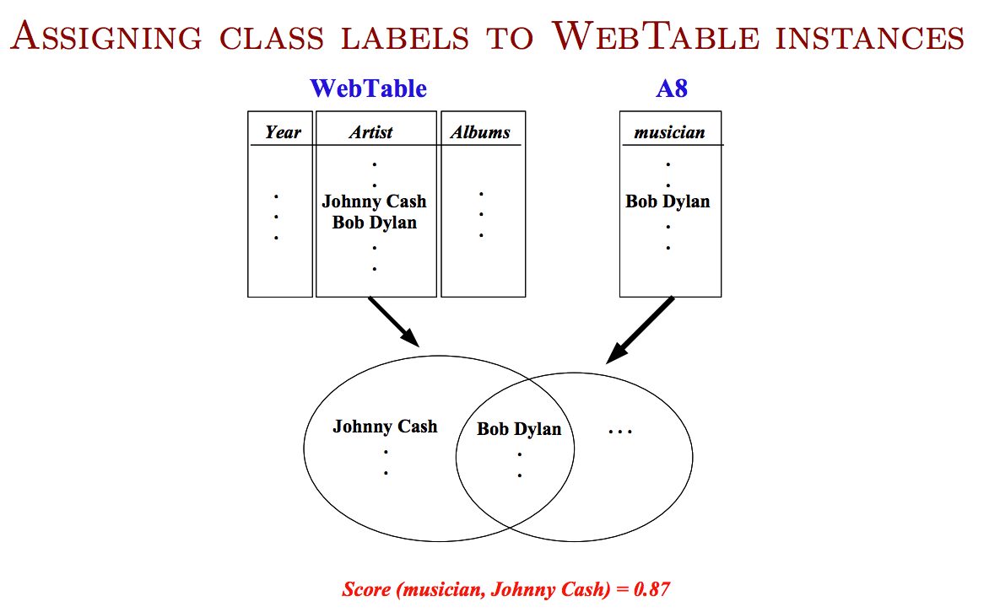 Assigning class labels to WebTable instances
WebTable A8
Year Artist Albums musician
Johnny Cash Bob Dylan
Bob Dylan
Johnny Cash Bob Dylan ...
Score (musician, Johnny Cash) = 0.87